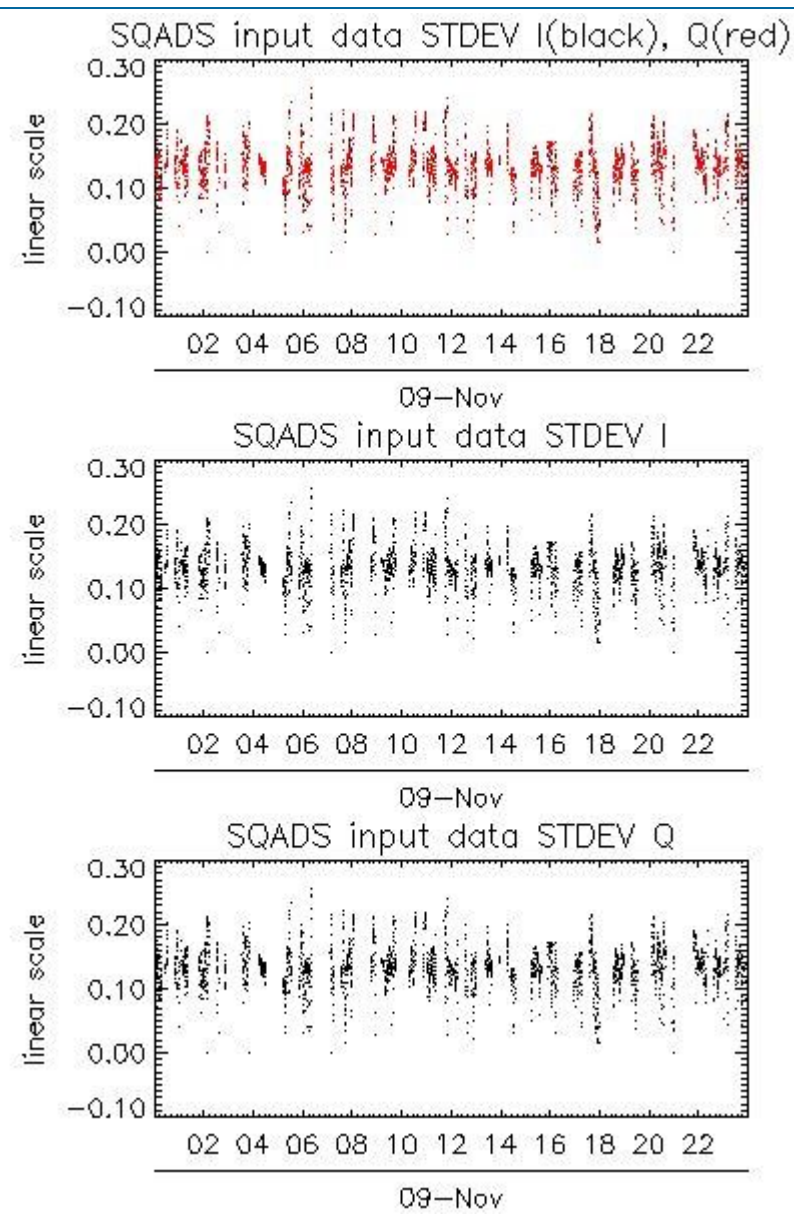 SQADS input data STDEV I(black), Q(red)
0.30
0.20
0.10
0.00
−0.10
linear scale
02 04 06 08 10 12 14 16 18 20 22
09−Nov
SQADS input data STDEV I
0.30
0.20
0.10
0.00
−0.10
linear scale
02 04 06 08 10 12 14 16 18 20 22
09−Nov
SQADS input data STDEV Q
0.30
0.20
0.10
0.00
−0.10
linear scale
02 04 06 08 10 12 14 16 18 20 22
09−Nov